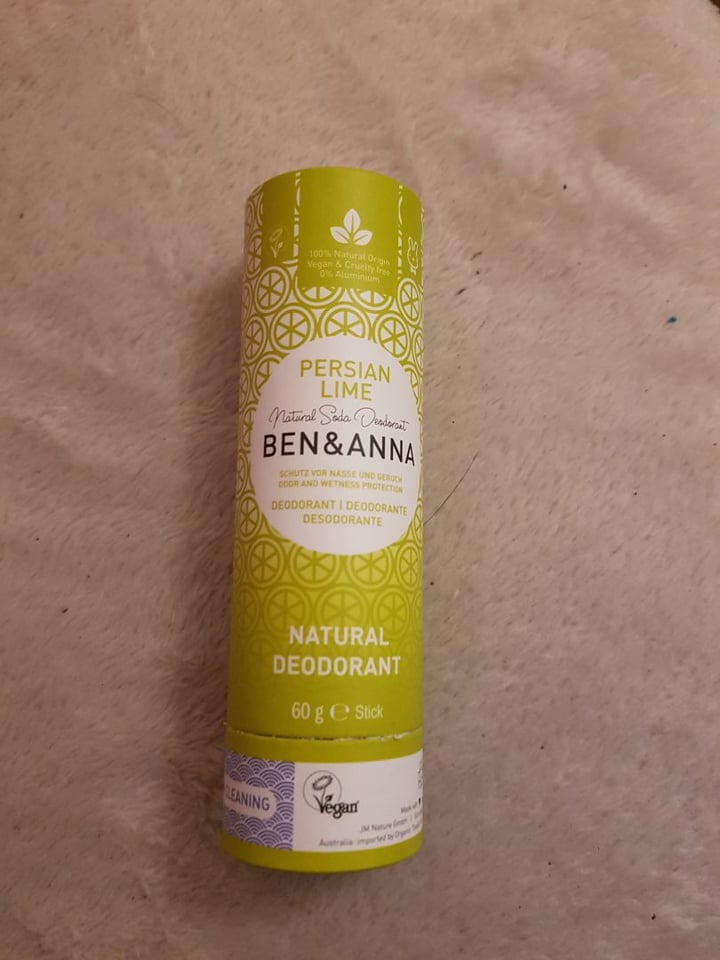 100% Natural Origin
Vegan & Cruelty free
0% Aluminium
PERSIAN
LIME
Natural Soda Deodorant
BEN&ANNA
SCHUTZ VOR NÄSSE UND GERUCH
ODOR AND WETNESS PROTECTION
DEODORANT | DEODORANTE
DESODORANTE
NATURAL
DEODORANT
60 g ℮ Stick
Vegan
Made with
JM Nature GmbH |
Australia: imported by Organic